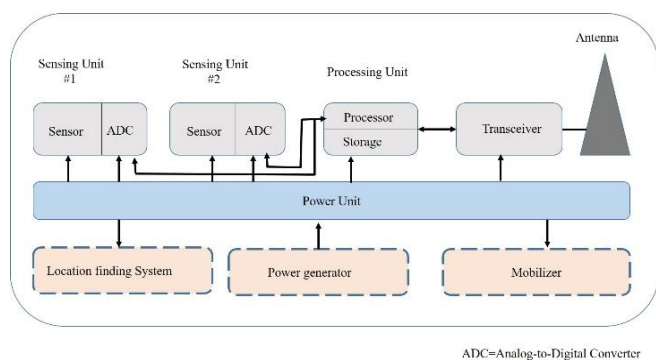 Antenna
Sensing Unit
#1
Sensing Unit
#2
Processing Unit
Sensor
ADC
Sensor
ADC
Processor
Storage
Transceiver
Power Unit
Location finding System
Power generator
Mobilizer
ADC=Analog-to-Digital Converter